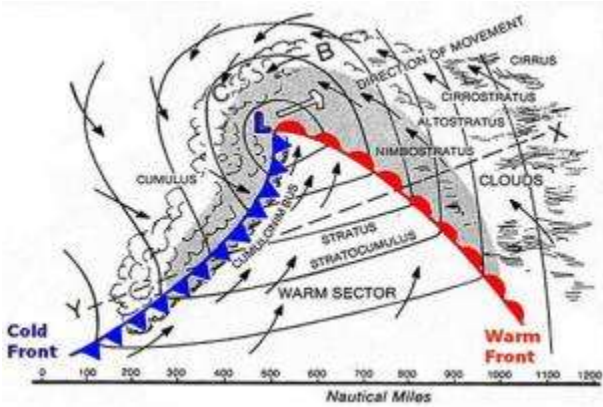 B
DIRECTION OF MOVEMENT
CIRRUS
C
CIRROSTRATUS
ALTOSTRATUS
L
X
NIMBOSTRATUS
CUMULUS
CLOUDS
CUMULONIMBUS
STRATUS
STRATOCUMULUS
WARM SECTOR
Y
Cold
Front
Warm
Front
0 100 200 300 400 500 600 700 800 900 1000 1100 1200
Nautical Miles